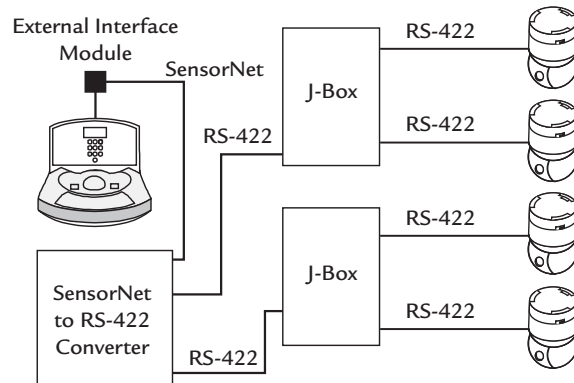 External Interface
Module
SensorNet
RS-422
J-Box
RS-422
RS-422
RS-422
J-Box
RS-422
SensorNet
to RS-422
Converter
RS-422
RS-422